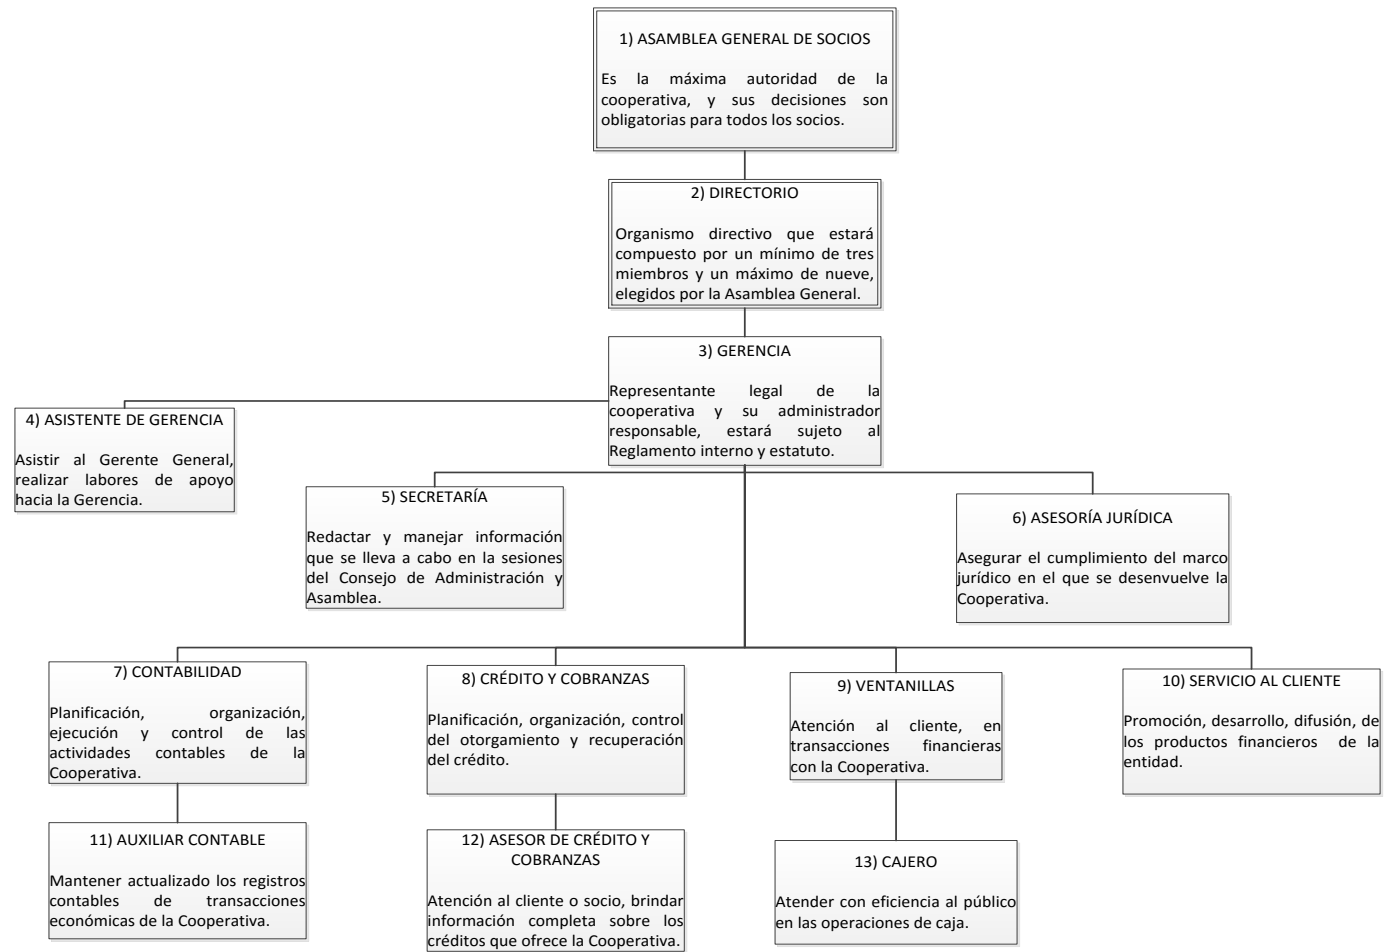 1) ASAMBLEA GENERAL DE SOCIOS
Es la máxima autoridad de la
cooperativa, y sus decisiones son
obligatorias para todos los socios.
2) DIRECTORIO
Organismo directivo que estará
compuesto por un mínimo de tres
miembros y un máximo de nueve,
elegidos por la Asamblea General.
3) GERENCIA
Representante legal de la
cooperativa y su administrador
responsable, estará sujeto al
Reglamento interno y estatuto.
4) ASISTENTE DE GERENCIA
Asistir al Gerente General,
realizar labores de apoyo
hacia la Gerencia.
5) SECRETARÍA
Redactar y manejar información
que se lleva a cabo en la sesiones
del Consejo de Administración y
Asamblea.
6) ASESORÍA JURÍDICA
Asegurar el cumplimiento del marco
jurídico en el que se desenvuelve la
Cooperativa.
7) CONTABILIDAD
Planificación, organización,
ejecución y control de las
actividades contables de la
Cooperativa.
8) CRÉDITO Y COBRANZAS
Planificación, organización, control
del otorgamiento y recuperación
del crédito.
9) VENTANILLAS
Atención al cliente, en
transacciones financieras
con la Cooperativa.
10) SERVICIO AL CLIENTE
Promoción, desarrollo, difusión, de
los productos financieros de la
entidad.
11) AUXILIAR CONTABLE
Mantener actualizado los registros
contables de transacciones
económicas de la Cooperativa.
12) ASESOR DE CRÉDITO Y
COBRANZAS
Atención al cliente o socio, brindar
información completa sobre los
créditos que ofrece la Cooperativa.
13) CAJERO
Atender con eficiencia al público
en las operaciones de caja.